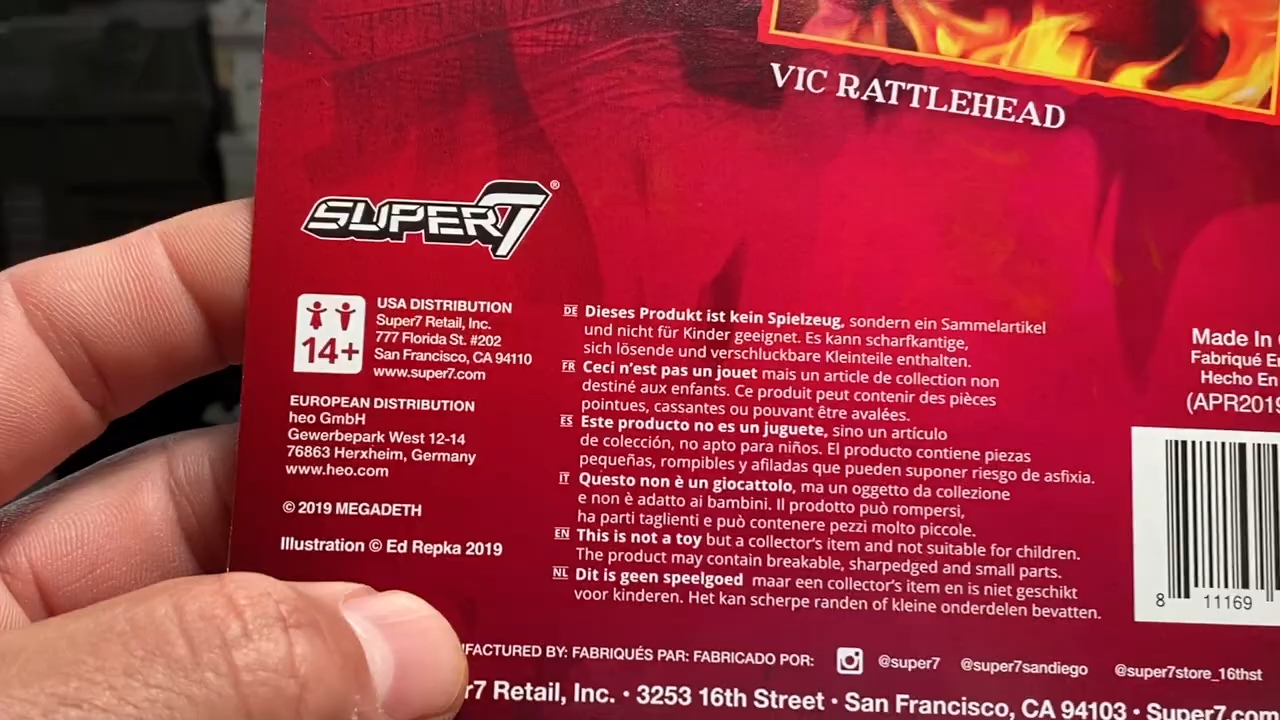 VIC RATTLEHEAD
SUPER7®
14+
USA DISTRIBUTION
Super7 Retail, Inc.
777 Florida St. #202
San Francisco, CA 94110
www.super7.com
EUROPEAN DISTRIBUTION
heo GmbH
Gewerbepark West 12-14
76863 Herxheim, Germany
www.heo.com
© 2019 MEGADETH
Illustration © Ed Repka 2019
DE Dieses Produkt ist kein Spielzeug, sondern ein Sammelartikel
und nicht für Kinder geeignet. Es kann scharfkantige,
sich lösende und verschluckbare Kleinteile enthalten.
FR Ceci n'est pas un jouet mais un article de collection non
destiné aux enfants. Ce produit peut contenir des pièces
pointues, cassantes ou pouvant être avalées.
ES Este producto no es un juguete, sino un artículo
de colección, no apto para niños. El producto contiene piezas
pequeñas, rompibles y afiladas que pueden suponer riesgo de asfixia.
IT Questo non è un giocattolo, ma un oggetto da collezione
e non è adatto ai bambini. Il prodotto può rompersi,
ha parti taglienti e può contenere pezzi molto piccole.
EN This is not a toy but a collector's item and not suitable for children.
The product may contain breakable, sharpedged and small parts.
NL Dit is geen speelgoed maar een collector's item en is niet geschikt
voor kinderen. Het kan scherpe randen of kleine onderdelen bevatten.
Made In
Fabriqué
Hecho En
(APR2019
8 11169
FACTURED BY: FABRIQUÉS PAR: FABRICADO POR:
@super7 @super7sandiego @super7store_16thst
r7 Retail, Inc. • 3253 16th Street • San Francisco, CA 94103 • Super7.com